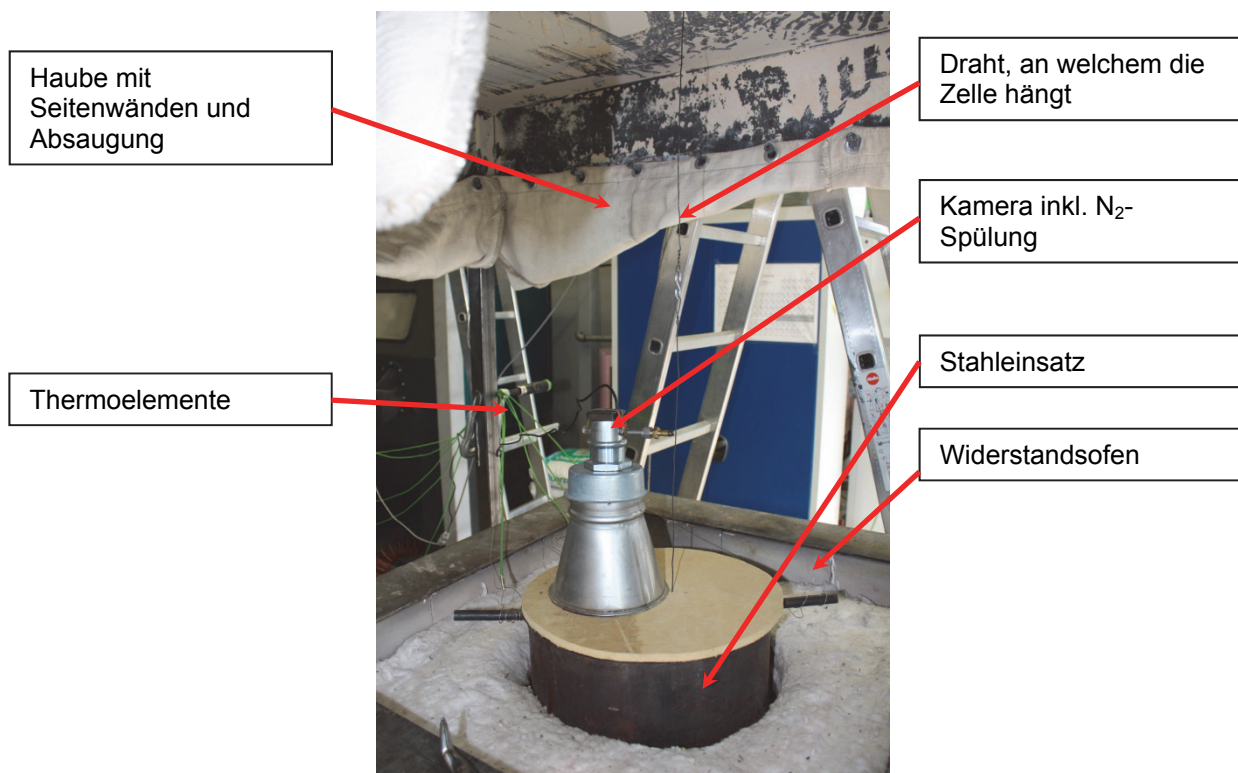 Haube mit
Seitenwänden und
Absaugung
Thermoelemente
Draht, an welchem die
Zelle hängt
Kamera inkl. N₂-
Spülung
Stahleinsatz
Widerstandsofen